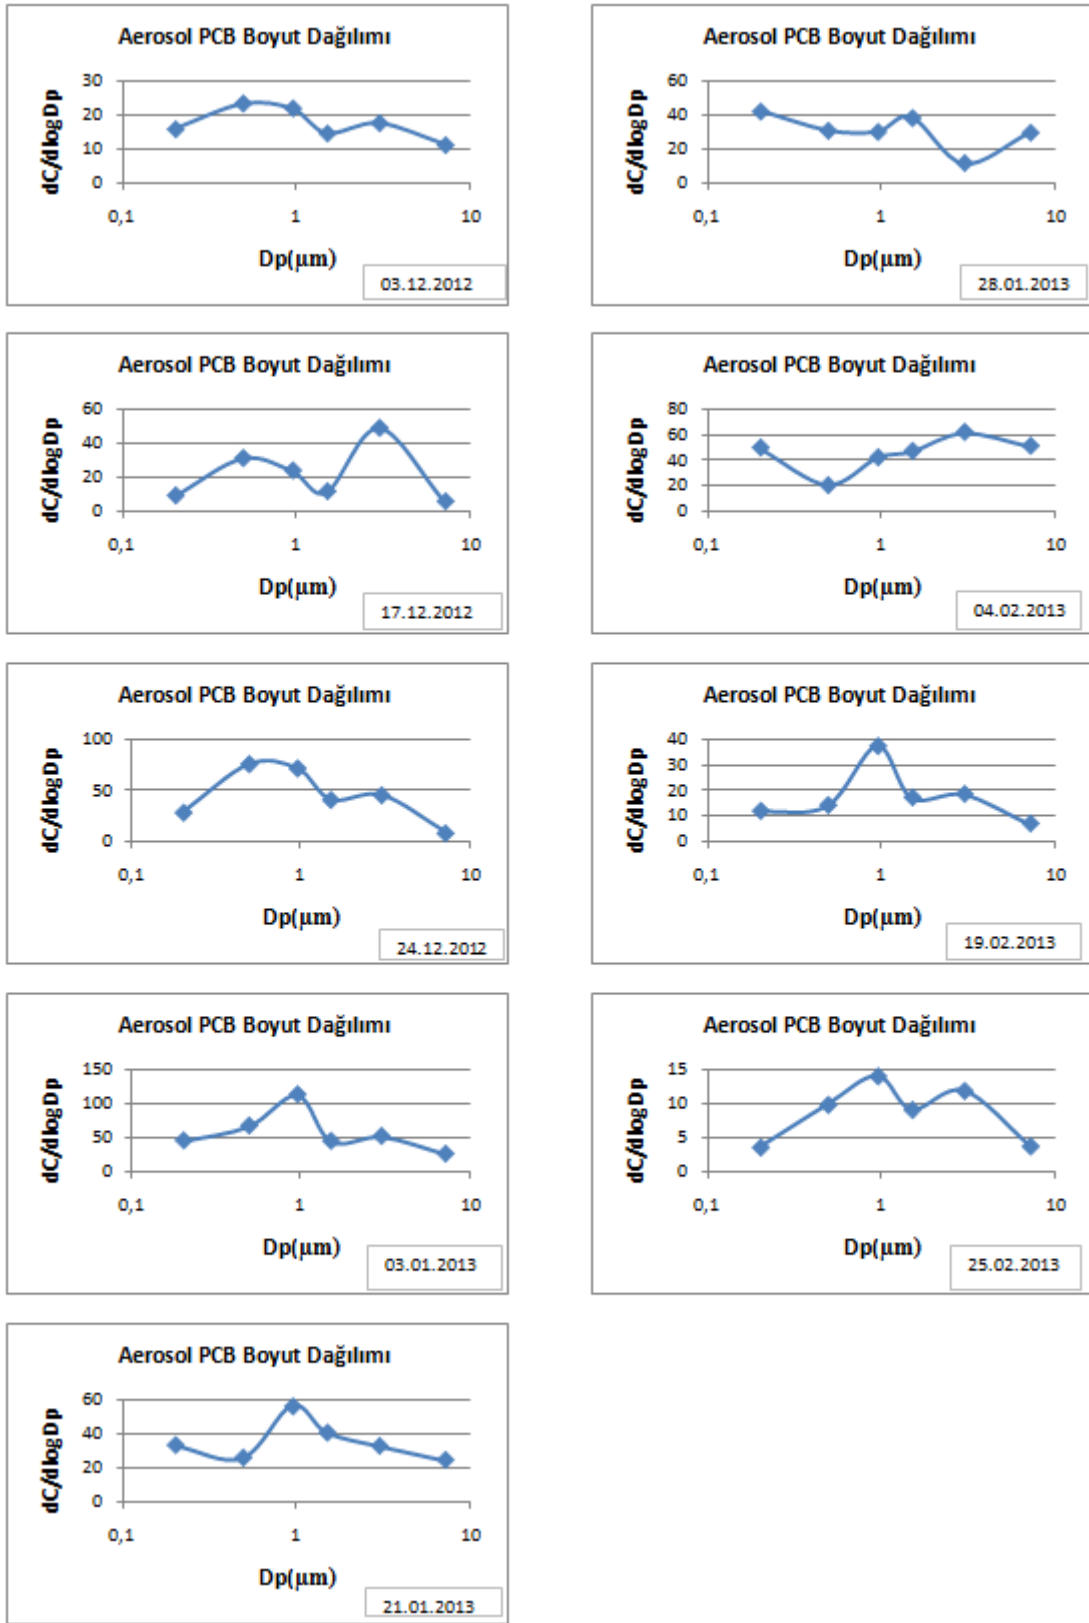 Aerosol PCB Boyut Dağılımı
dC/dlogDp
30
20
10
0
0,1 1 10
Dp(µm)
03.12.2012
Aerosol PCB Boyut Dağılımı
dC/dlogDp
60
40
20
0
0,1 1 10
Dp(µm)
28.01.2013
Aerosol PCB Boyut Dağılımı
dC/dlogDp
60
40
20
0
0,1 1 10
Dp(µm)
17.12.2012
Aerosol PCB Boyut Dağılımı
dC/dlogDp
80
60
40
20
0
0,1 1 10
Dp(µm)
04.02.2013
Aerosol PCB Boyut Dağılımı
dC/dlogDp
100
50
0
0,1 1 10
Dp(µm)
24.12.2012
Aerosol PCB Boyut Dağılımı
dC/dlogDp
40
30
20
10
0
0,1 1 10
Dp(µm)
19.02.2013
Aerosol PCB Boyut Dağılımı
dC/dlogDp
150
100
50
0
0,1 1 10
Dp(µm)
03.01.2013
Aerosol PCB Boyut Dağılımı
dC/dlogDp
15
10
5
0
0,1 1 10
Dp(µm)
25.02.2013
Aerosol PCB Boyut Dağılımı
dC/dlogDp
60
40
20
0
0,1 1 10
Dp(µm)
21.01.2013